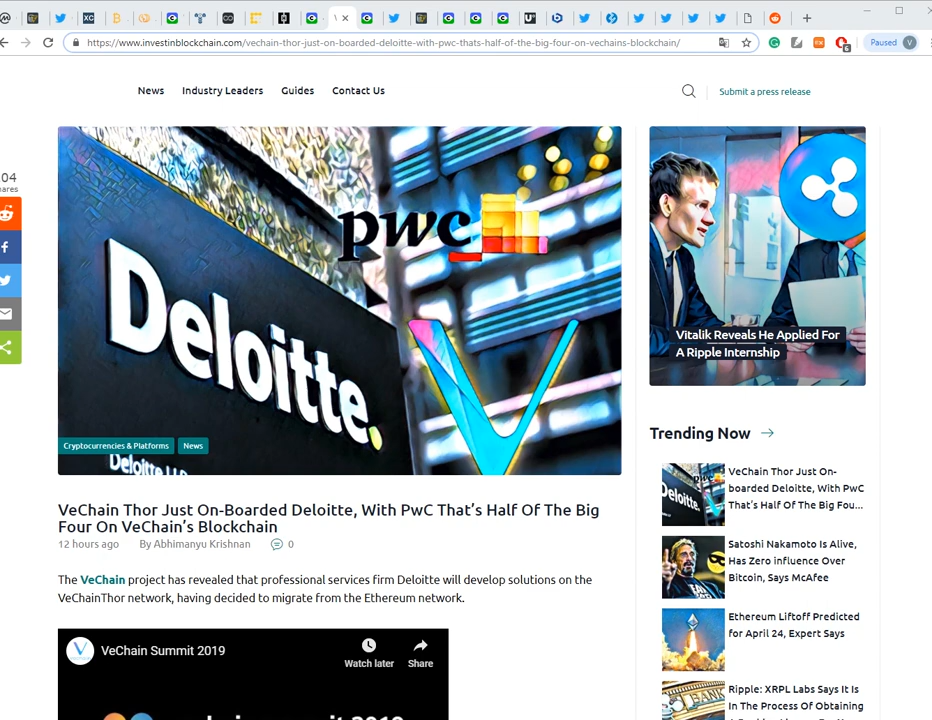 https://www.investinblockchain.com/vechain-thor-just-on-boarded-deloitte-with-pwc-thats-half-of-the-big-four-on-vechains-blockchain/
Paused
V
6
News
Industry Leaders
Guides
Contact Us
Submit a press release
04
hares
pwc
Deloitte.
Cryptocurrencies & Platforms
News
VeChain Thor Just On-Boarded Deloitte, With PwC That's Half Of The Big
Four On VeChain's Blockchain
12 hours ago By Abhimanyu Krishnan 0
The VeChain project has revealed that professional services firm Deloitte will develop solutions on the
VeChainThor network, having decided to migrate from the Ethereum network.
VeChain Summit 2019
Watch later
Share
Vitalik Reveals He Applied For
A Ripple Internship
Trending Now
VeChain Thor Just On-
boarded Deloitte, With PwC
That's Half Of The Big Fou...
Satoshi Nakamoto Is Alive,
Has Zero influence Over
Bitcoin, Says McAfee
Ethereum Liftoff Predicted
for April 24, Expert Says
Ripple: XRPL Labs Says It Is
In The Process Of Obtaining